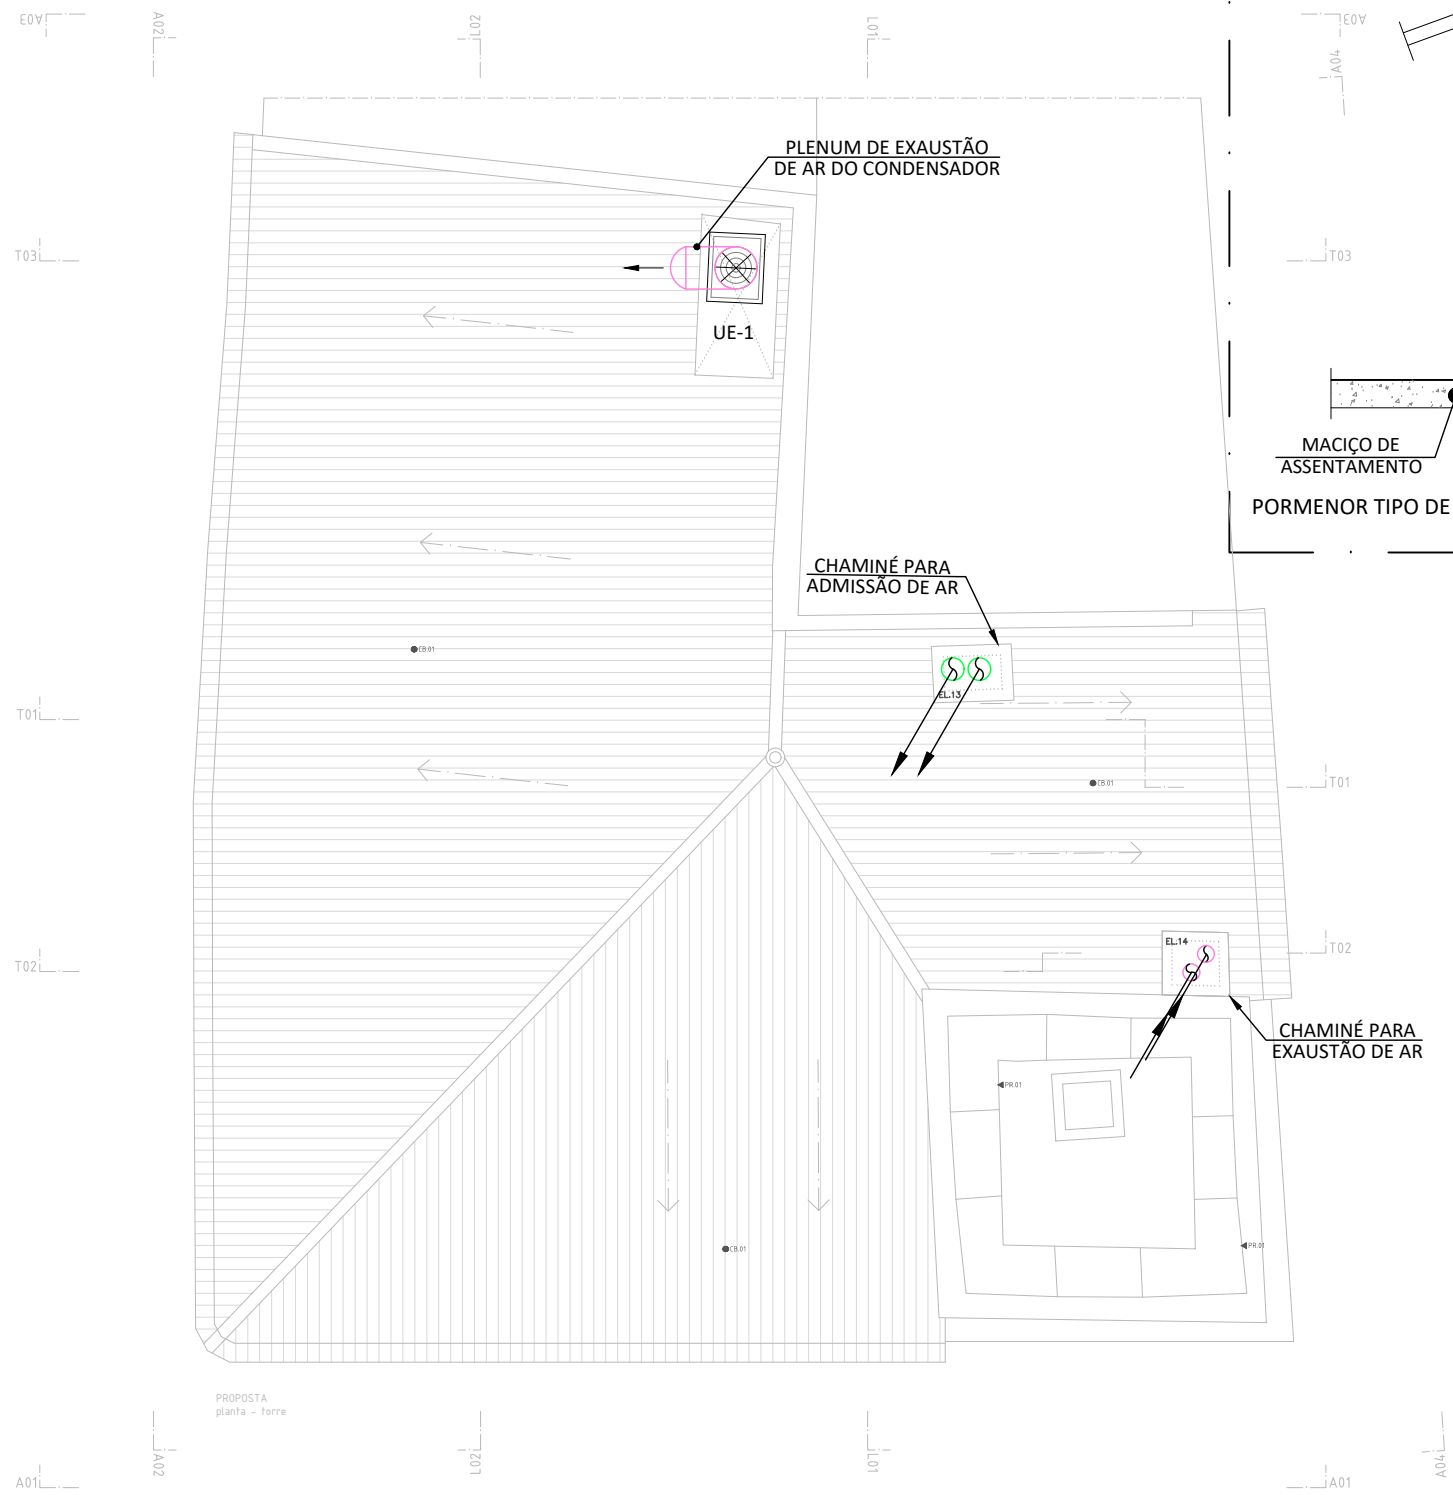 A03
A02
L02
L01
A03
A04
PLENUM DE EXAUSTÃO
DE AR DO CONDENSADOR
T03
T03
UE-1
MACIÇO DE
ASSENTAMENTO
PORMENOR TIPO DE
CHAMINÉ PARA
ADMISSÃO DE AR
CB.01
EL.13
T01
CB.01
T01
EL.14
T02
T02
CHAMINÉ PARA
EXAUSTÃO DE AR
PR.01
PR.01
CB.01
PROPOSTA
planta - torre
A02
L02
L01
A04
A01
A01